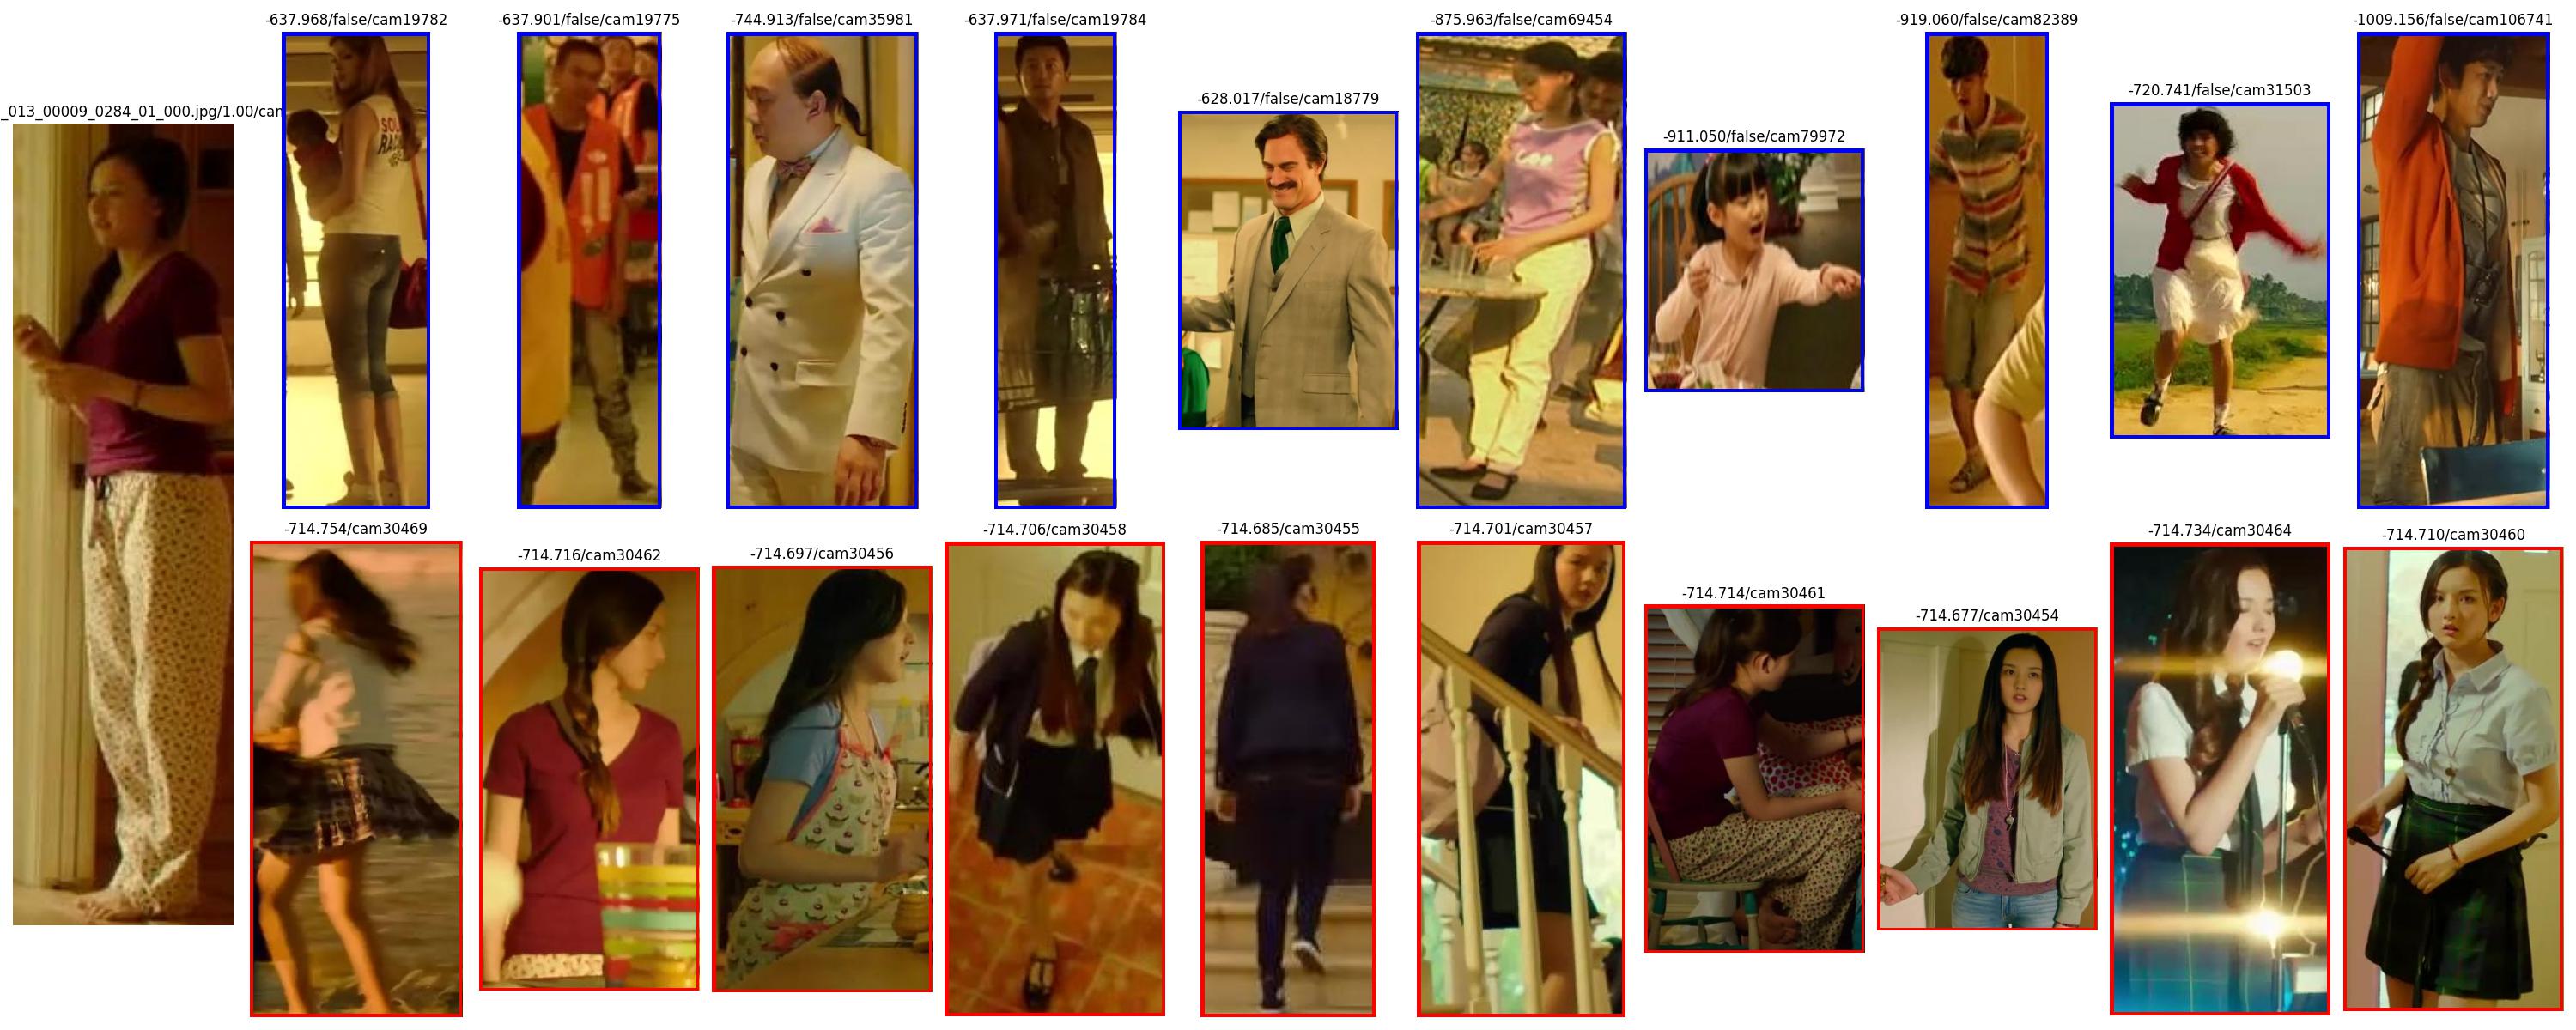 -637.968/false/cam19782
-637.901/false/cam19775
-744.913/false/cam35981
-637.971/false/cam19784
-628.017/false/cam18779
-875.963/false/cam69454
-911.050/false/cam79972
-919.060/false/cam82389
-720.741/false/cam31503
-1009.156/false/cam106741
_013_00009_0284_01_000.jpg/1.00/can
-714.754/cam30469
-714.716/cam30462
-714.697/cam30456
-714.706/cam30458
-714.685/cam30455
-714.701/cam30457
-714.714/cam30461
-714.677/cam30454
-714.734/cam30464
-714.710/cam30460